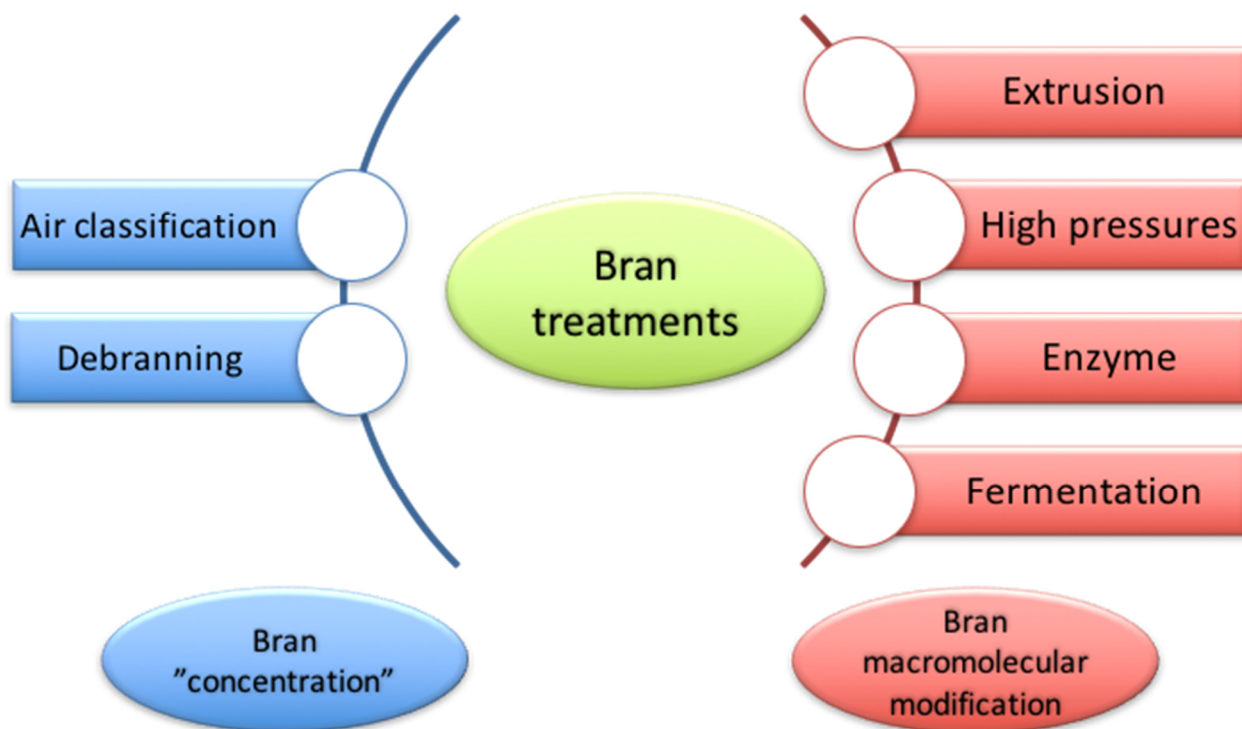 Extrusion
Air classification
High pressures
Bran
treatments
Debranning
Enzyme
Fermentation
Bran
”concentration”
Bran
macromolecular
modification